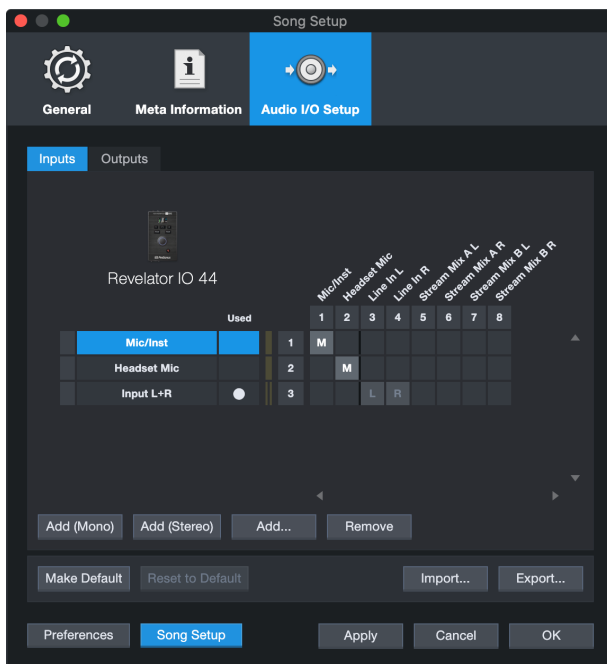 Song Setup
General
Meta Information
Audio I/O Setup
Inputs
Outputs
Revelator IO 44
Mic/Inst
Headset Mic
Line In L
Line In R
Stream Mix A L
Stream Mix A R
Stream Mix B L
Stream Mix B R
Used
1 2 3 4 5 6 7 8
Mic/Inst 1 M
Headset Mic 2 M
Input L+R 3 L R
Add (Mono)
Add (Stereo)
Add...
Remove
Make Default
Reset to Default
Import...
Export...
Preferences
Song Setup
Apply
Cancel
OK